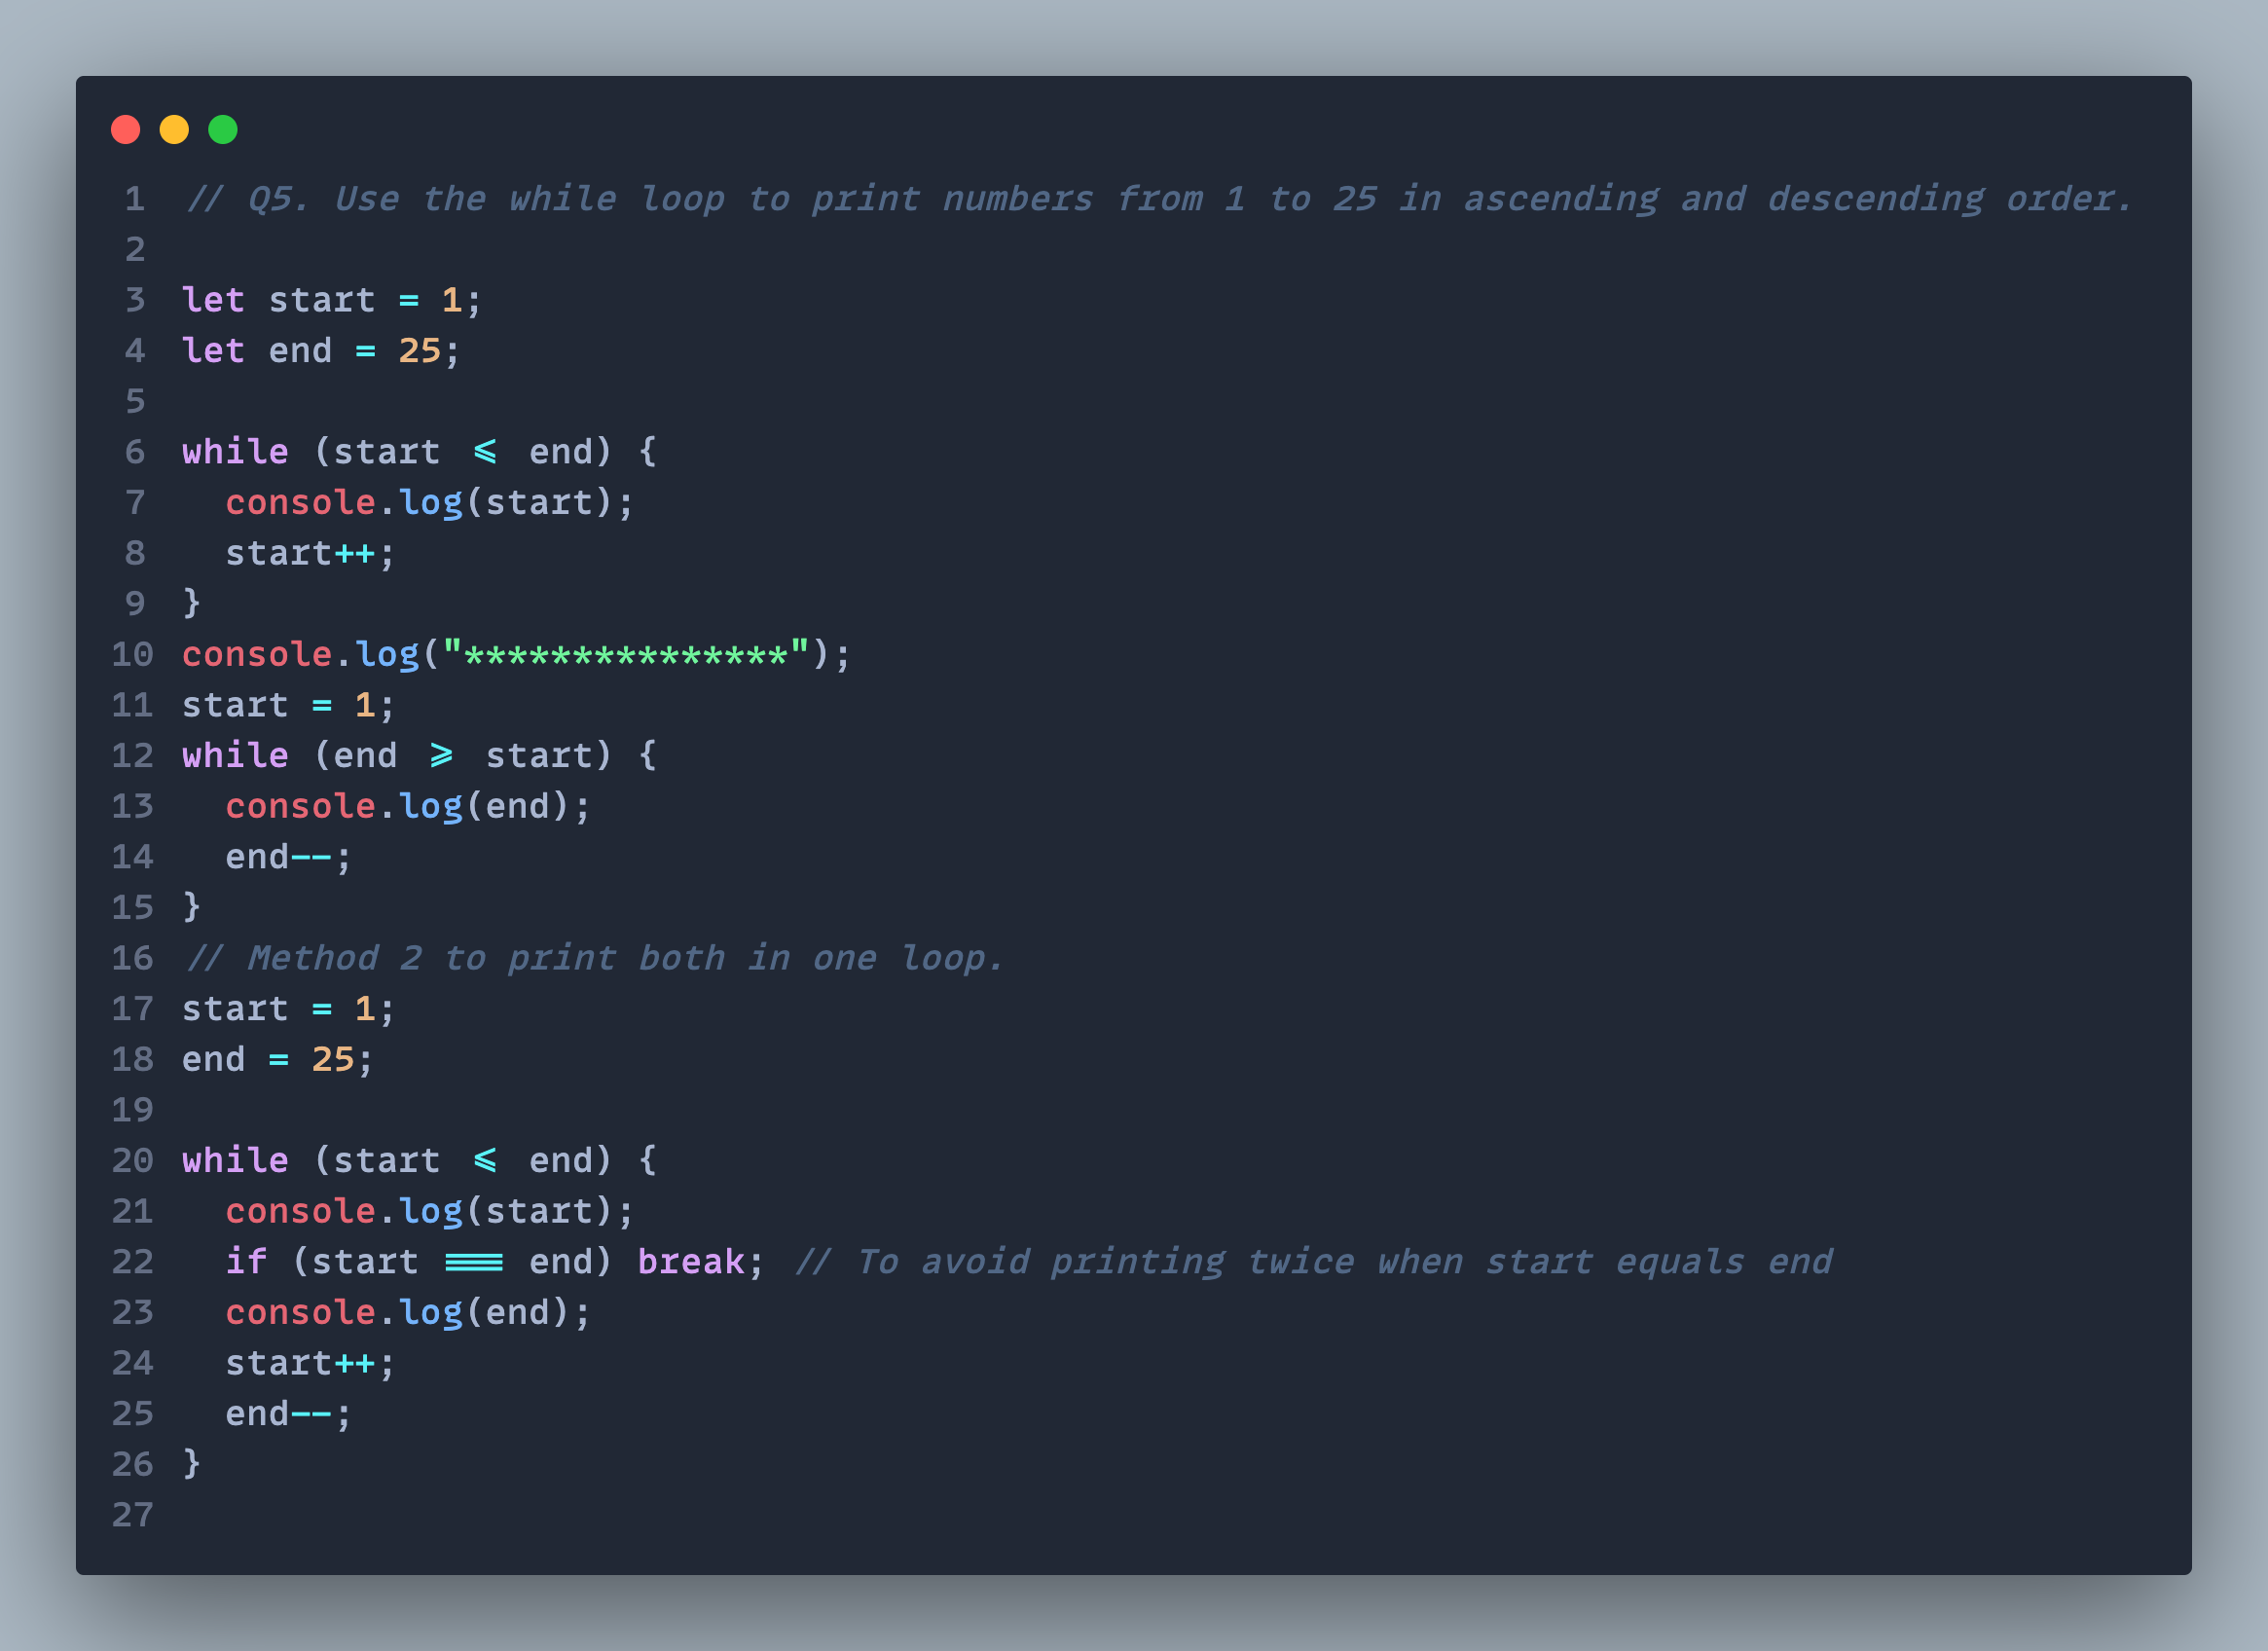 1 // Q5. Use the while loop to print numbers from 1 to 25 in ascending and descending order.
2
3 let start = 1;
4 let end = 25;
5
6 while (start <= end) {
7   console.log(start);
8   start++;
9 }
10 console.log("***************");
11 start = 1;
12 while (end >= start) {
13   console.log(end);
14   end--;
15 }
16 // Method 2 to print both in one loop.
17 start = 1;
18 end = 25;
19
20 while (start <= end) {
21   console.log(start);
22   if (start === end) break; // To avoid printing twice when start equals end
23   console.log(end);
24   start++;
25   end--;
26 }
27